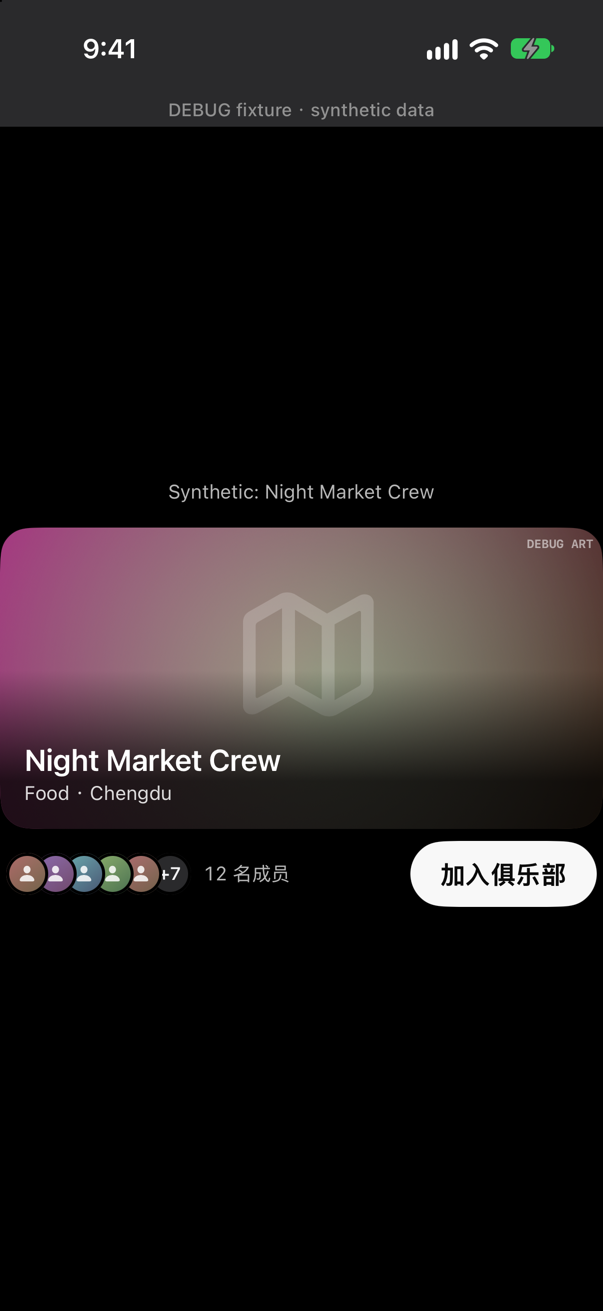 9:41
DEBUG fixture · synthetic data
Synthetic: Night Market Crew
DEBUG ART
Night Market Crew
Food · Chengdu
+7 12 名成员 加入俱乐部